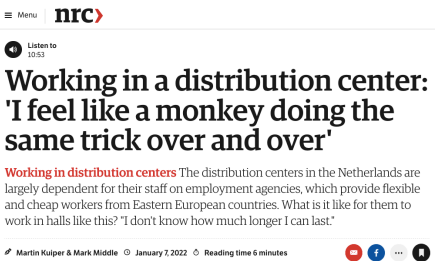 Menu nrc>
Listen to
10:53
Working in a distribution center:
'I feel like a monkey doing the
same trick over and over'
Working in distribution centers The distribution centers in the Netherlands are
largely dependent for their staff on employment agencies, which provide flexible
and cheap workers from Eastern European countries. What is it like for them to
work in halls like this? "I don't know how much longer I can last."
Martin Kuiper & Mark Middle January 7, 2022 Reading time 6 minutes